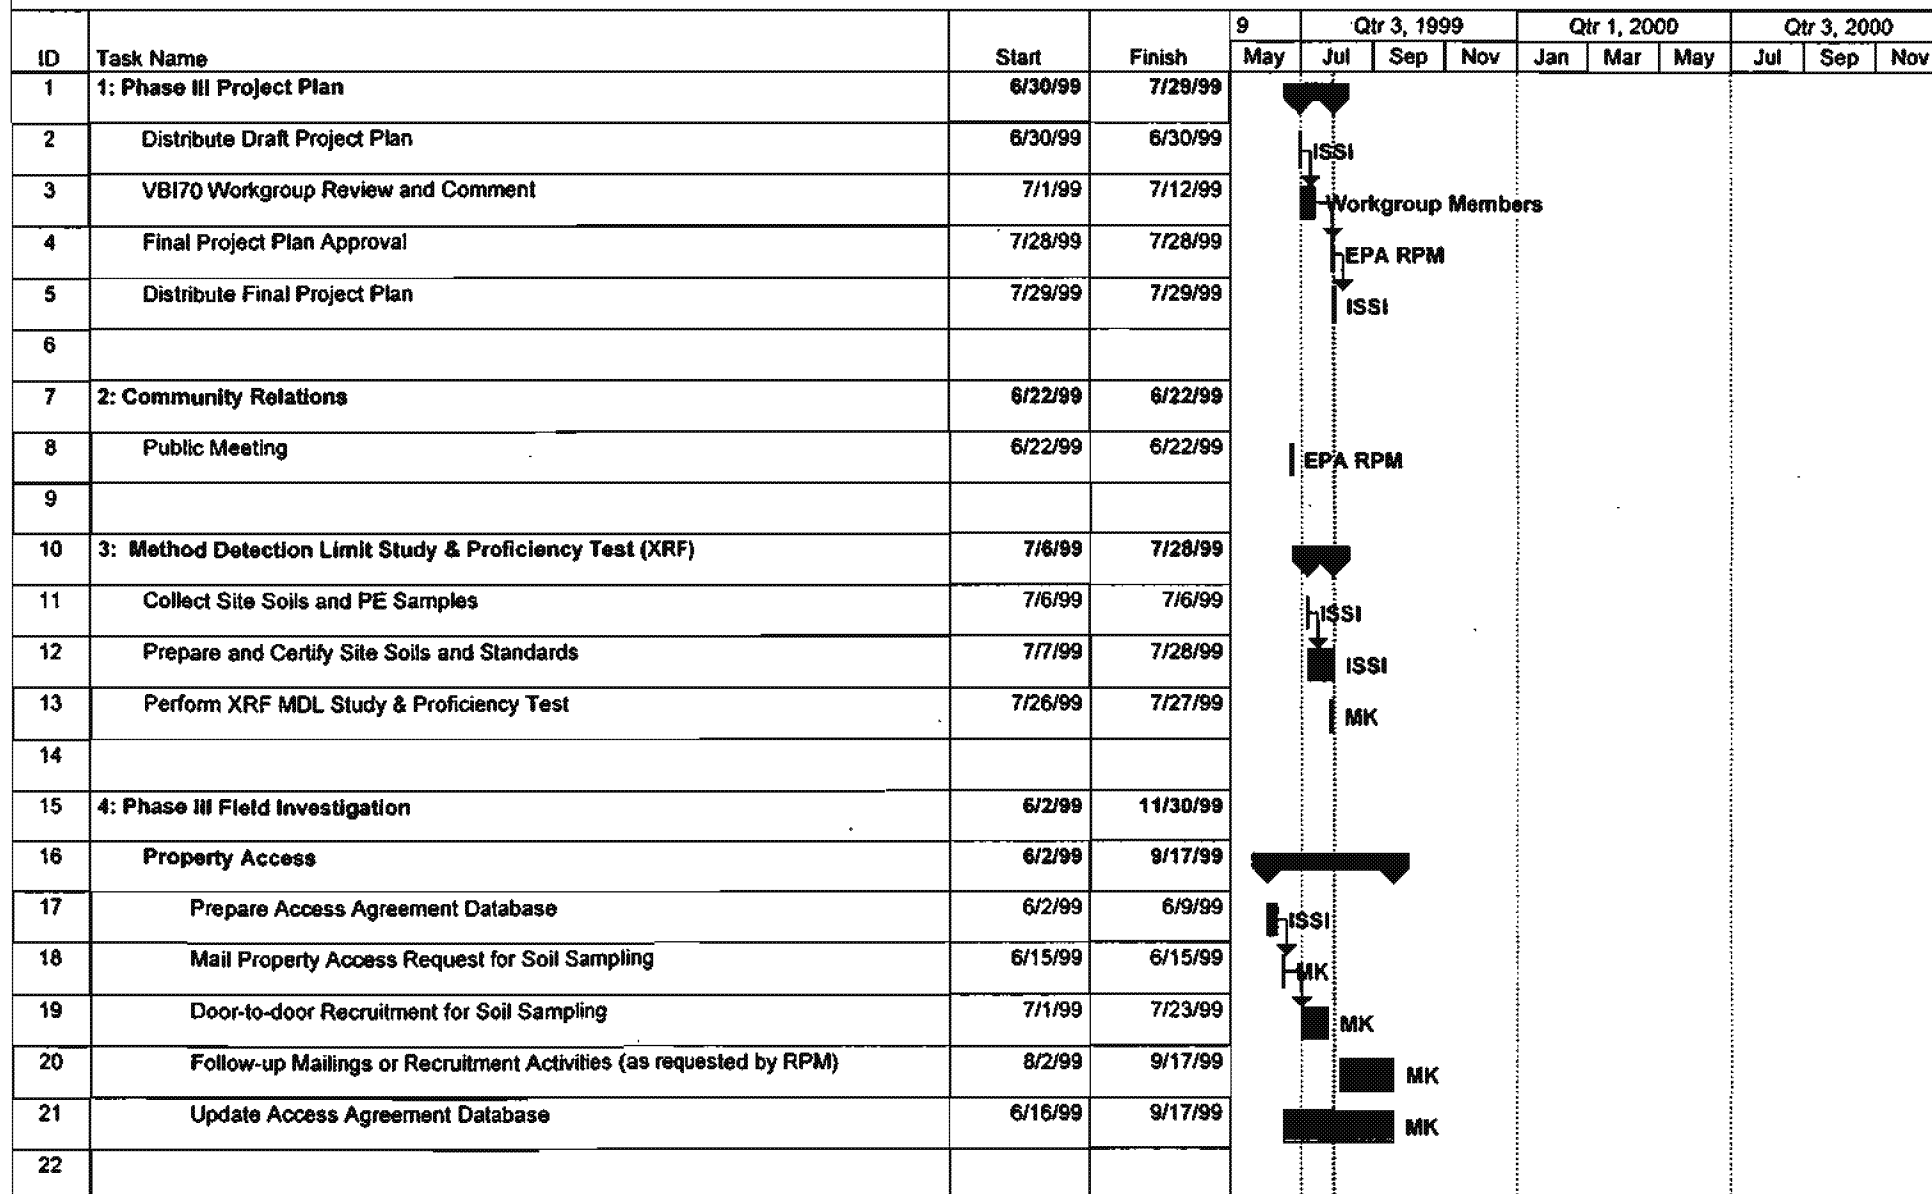 9 Qtr 3, 1999 Qtr 1, 2000 Qtr 3, 2000
ID Task Name Start Finish May Jul Sep Nov Jan Mar May Jul Sep Nov
1 1: Phase III Project Plan 6/30/99 7/29/99
2 Distribute Draft Project Plan 6/30/99 6/30/99 ISSI
3 VBI70 Workgroup Review and Comment 7/1/99 7/12/99 Workgroup Members
4 Final Project Plan Approval 7/28/99 7/28/99 EPA RPM
5 Distribute Final Project Plan 7/29/99 7/29/99 ISSI
6
7 2: Community Relations 6/22/99 6/22/99
8 Public Meeting 6/22/99 6/22/99 EPA RPM
9
10 3: Method Detection Limit Study & Proficiency Test (XRF) 7/6/99 7/28/99
11 Collect Site Soils and PE Samples 7/6/99 7/6/99 ISSI
12 Prepare and Certify Site Soils and Standards 7/7/99 7/28/99 ISSI
13 Perform XRF MDL Study & Proficiency Test 7/26/99 7/27/99 MK
14
15 4: Phase III Field Investigation 6/2/99 11/30/99
16 Property Access 6/2/99 9/17/99
17 Prepare Access Agreement Database 6/2/99 6/9/99 ISSI
18 Mail Property Access Request for Soil Sampling 6/15/99 6/15/99 MK
19 Door-to-door Recruitment for Soil Sampling 7/1/99 7/23/99 MK
20 Follow-up Mailings or Recruitment Activities (as requested by RPM) 8/2/99 9/17/99 MK
21 Update Access Agreement Database 6/16/99 9/17/99 MK
22